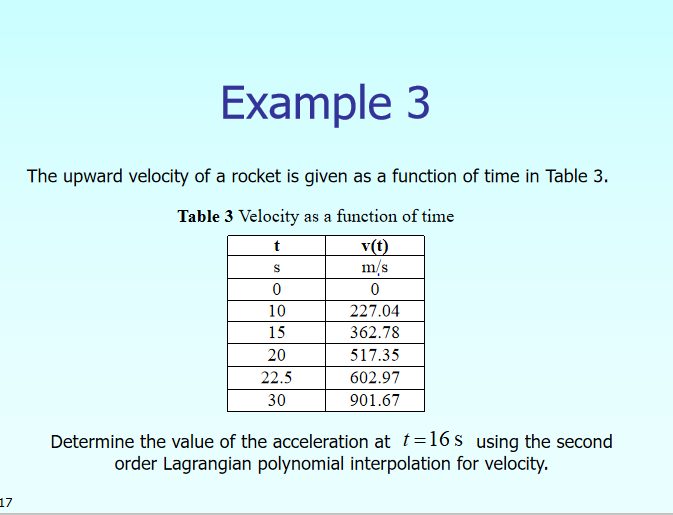 Example 3
The upward velocity of a rocket is given as a function of time in Table 3.
Table 3 Velocity as a function of time
t v(t)
s m/s
0 0
10 227.04
15 362.78
20 517.35
22.5 602.97
30 901.67
Determine the value of the acceleration at t = 16 s using the second
order Lagrangian polynomial interpolation for velocity.
17